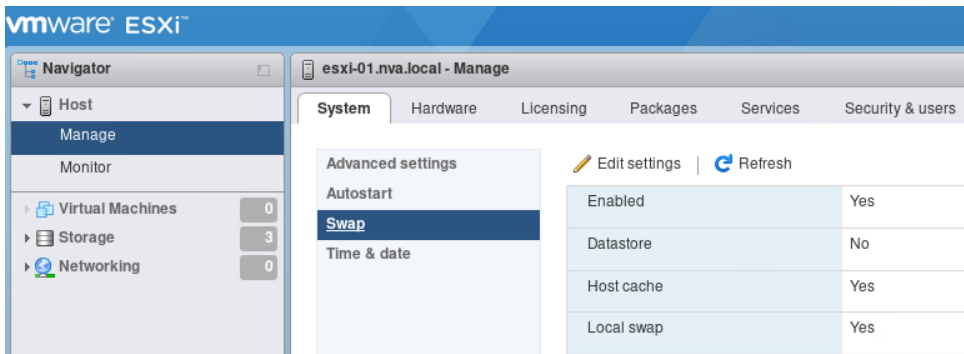 vmware® ESXi™
Navigator
Host
Manage
Monitor
Virtual Machines 0
Storage 3
Networking 0
esxi-01.nva.local - Manage
System Hardware Licensing Packages Services Security & users
Advanced settings
Autostart
Swap
Time & date
Edit settings | Refresh
Enabled Yes
Datastore No
Host cache Yes
Local swap Yes